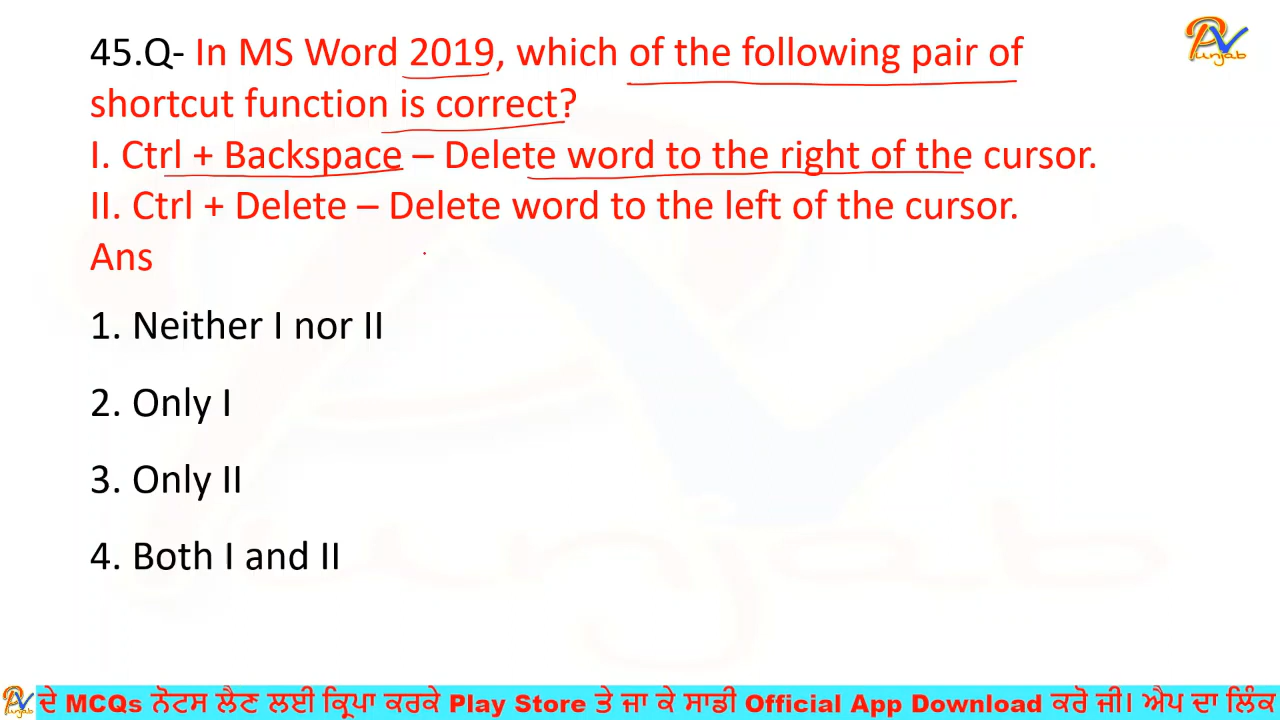 45.Q- In MS Word 2019, which of the following pair of
shortcut function is correct?
I. Ctrl + Backspace – Delete word to the right of the cursor.
II. Ctrl + Delete – Delete word to the left of the cursor.
Ans
1. Neither I nor II
2. Only I
3. Only II
4. Both I and II
Punjab
ਦੇ MCQs ਨੋਟਸ ਲੈਣ ਲਈ ਕ੍ਰਿਪਾ ਕਰਕੇ Play Store ਤੇ ਜਾ ਕੇ ਸਾਡੀ Official App Download ਕਰੋ ਜੀ। ਐਪ ਦਾ ਲਿੰਕ